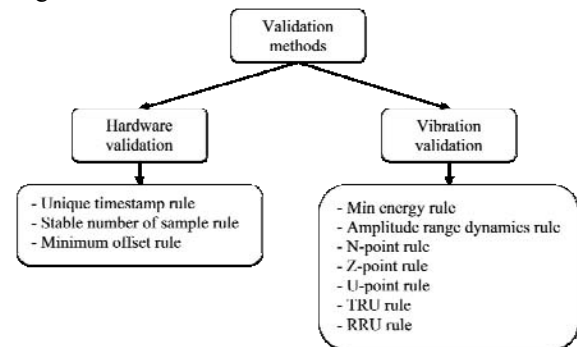 Validation
methods
Hardware
validation
Vibration
validation
- Unique timestamp rule
- Stable number of sample rule
- Minimum offset rule
- Min energy rule
- Amplitude range dynamics rule
- N-point rule
- Z-point rule
- U-point rule
- TRU rule
- RRU rule